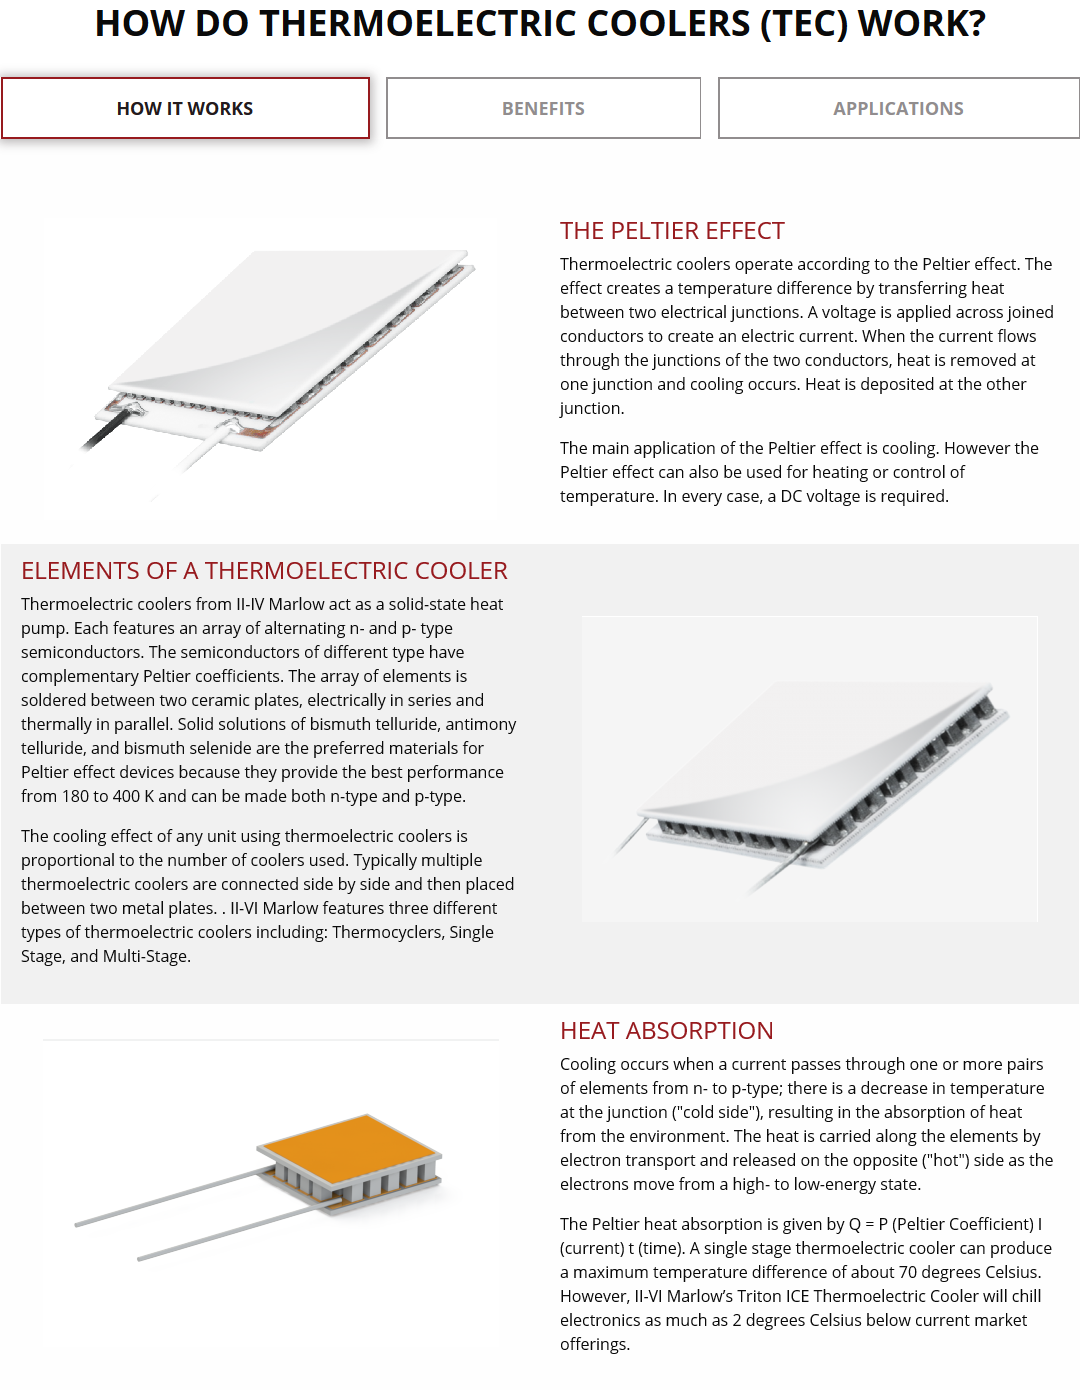 HOW DO THERMOELECTRIC COOLERS (TEC) WORK?
HOW IT WORKS
BENEFITS
APPLICATIONS
THE PELTIER EFFECT
Thermoelectric coolers operate according to the Peltier effect. The
effect creates a temperature difference by transferring heat
between two electrical junctions. A voltage is applied across joined
conductors to create an electric current. When the current flows
through the junctions of the two conductors, heat is removed at
one junction and cooling occurs. Heat is deposited at the other
junction.
The main application of the Peltier effect is cooling. However the
Peltier effect can also be used for heating or control of
temperature. In every case, a DC voltage is required.
ELEMENTS OF A THERMOELECTRIC COOLER
Thermoelectric coolers from II-IV Marlow act as a solid-state heat
pump. Each features an array of alternating n- and p- type
semiconductors. The semiconductors of different type have
complementary Peltier coefficients. The array of elements is
soldered between two ceramic plates, electrically in series and
thermally in parallel. Solid solutions of bismuth telluride, antimony
telluride, and bismuth selenide are the preferred materials for
Peltier effect devices because they provide the best performance
from 180 to 400 K and can be made both n-type and p-type.
The cooling effect of any unit using thermoelectric coolers is
proportional to the number of coolers used. Typically multiple
thermoelectric coolers are connected side by side and then placed
between two metal plates. . II-VI Marlow features three different
types of thermoelectric coolers including: Thermocyclers, Single
Stage, and Multi-Stage.
HEAT ABSORPTION
Cooling occurs when a current passes through one or more pairs
of elements from n- to p-type; there is a decrease in temperature
at the junction ("cold side"), resulting in the absorption of heat
from the environment. The heat is carried along the elements by
electron transport and released on the opposite ("hot") side as the
electrons move from a high- to low-energy state.
The Peltier heat absorption is given by Q = P (Peltier Coefficient) I
(current) t (time). A single stage thermoelectric cooler can produce
a maximum temperature difference of about 70 degrees Celsius.
However, II-VI Marlow’s Triton ICE Thermoelectric Cooler will chill
electronics as much as 2 degrees Celsius below current market
offerings.